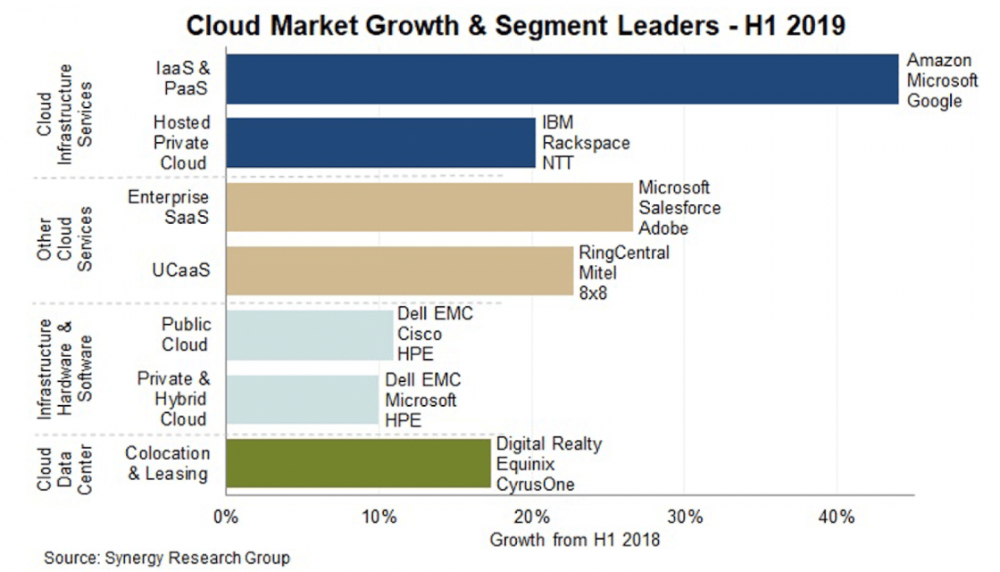 Cloud Market Growth & Segment Leaders - H1 2019
Cloud
Infrastructure
Services
IaaS &
PaaS
Amazon
Microsoft
Google
Hosted
Private
Cloud
IBM
Rackspace
NTT
Other
Cloud
Services
Enterprise
SaaS
Microsoft
Salesforce
Adobe
UCaaS
RingCentral
Mitel
8x8
Infrastructure
Hardware &
Software
Public
Cloud
Dell EMC
Cisco
HPE
Private &
Hybrid
Cloud
Dell EMC
Microsoft
HPE
Cloud
Data
Center
Colocation
& Leasing
Digital Realty
Equinix
CyrusOne
0% 10% 20% 30% 40%
Growth from H1 2018
Source: Synergy Research Group